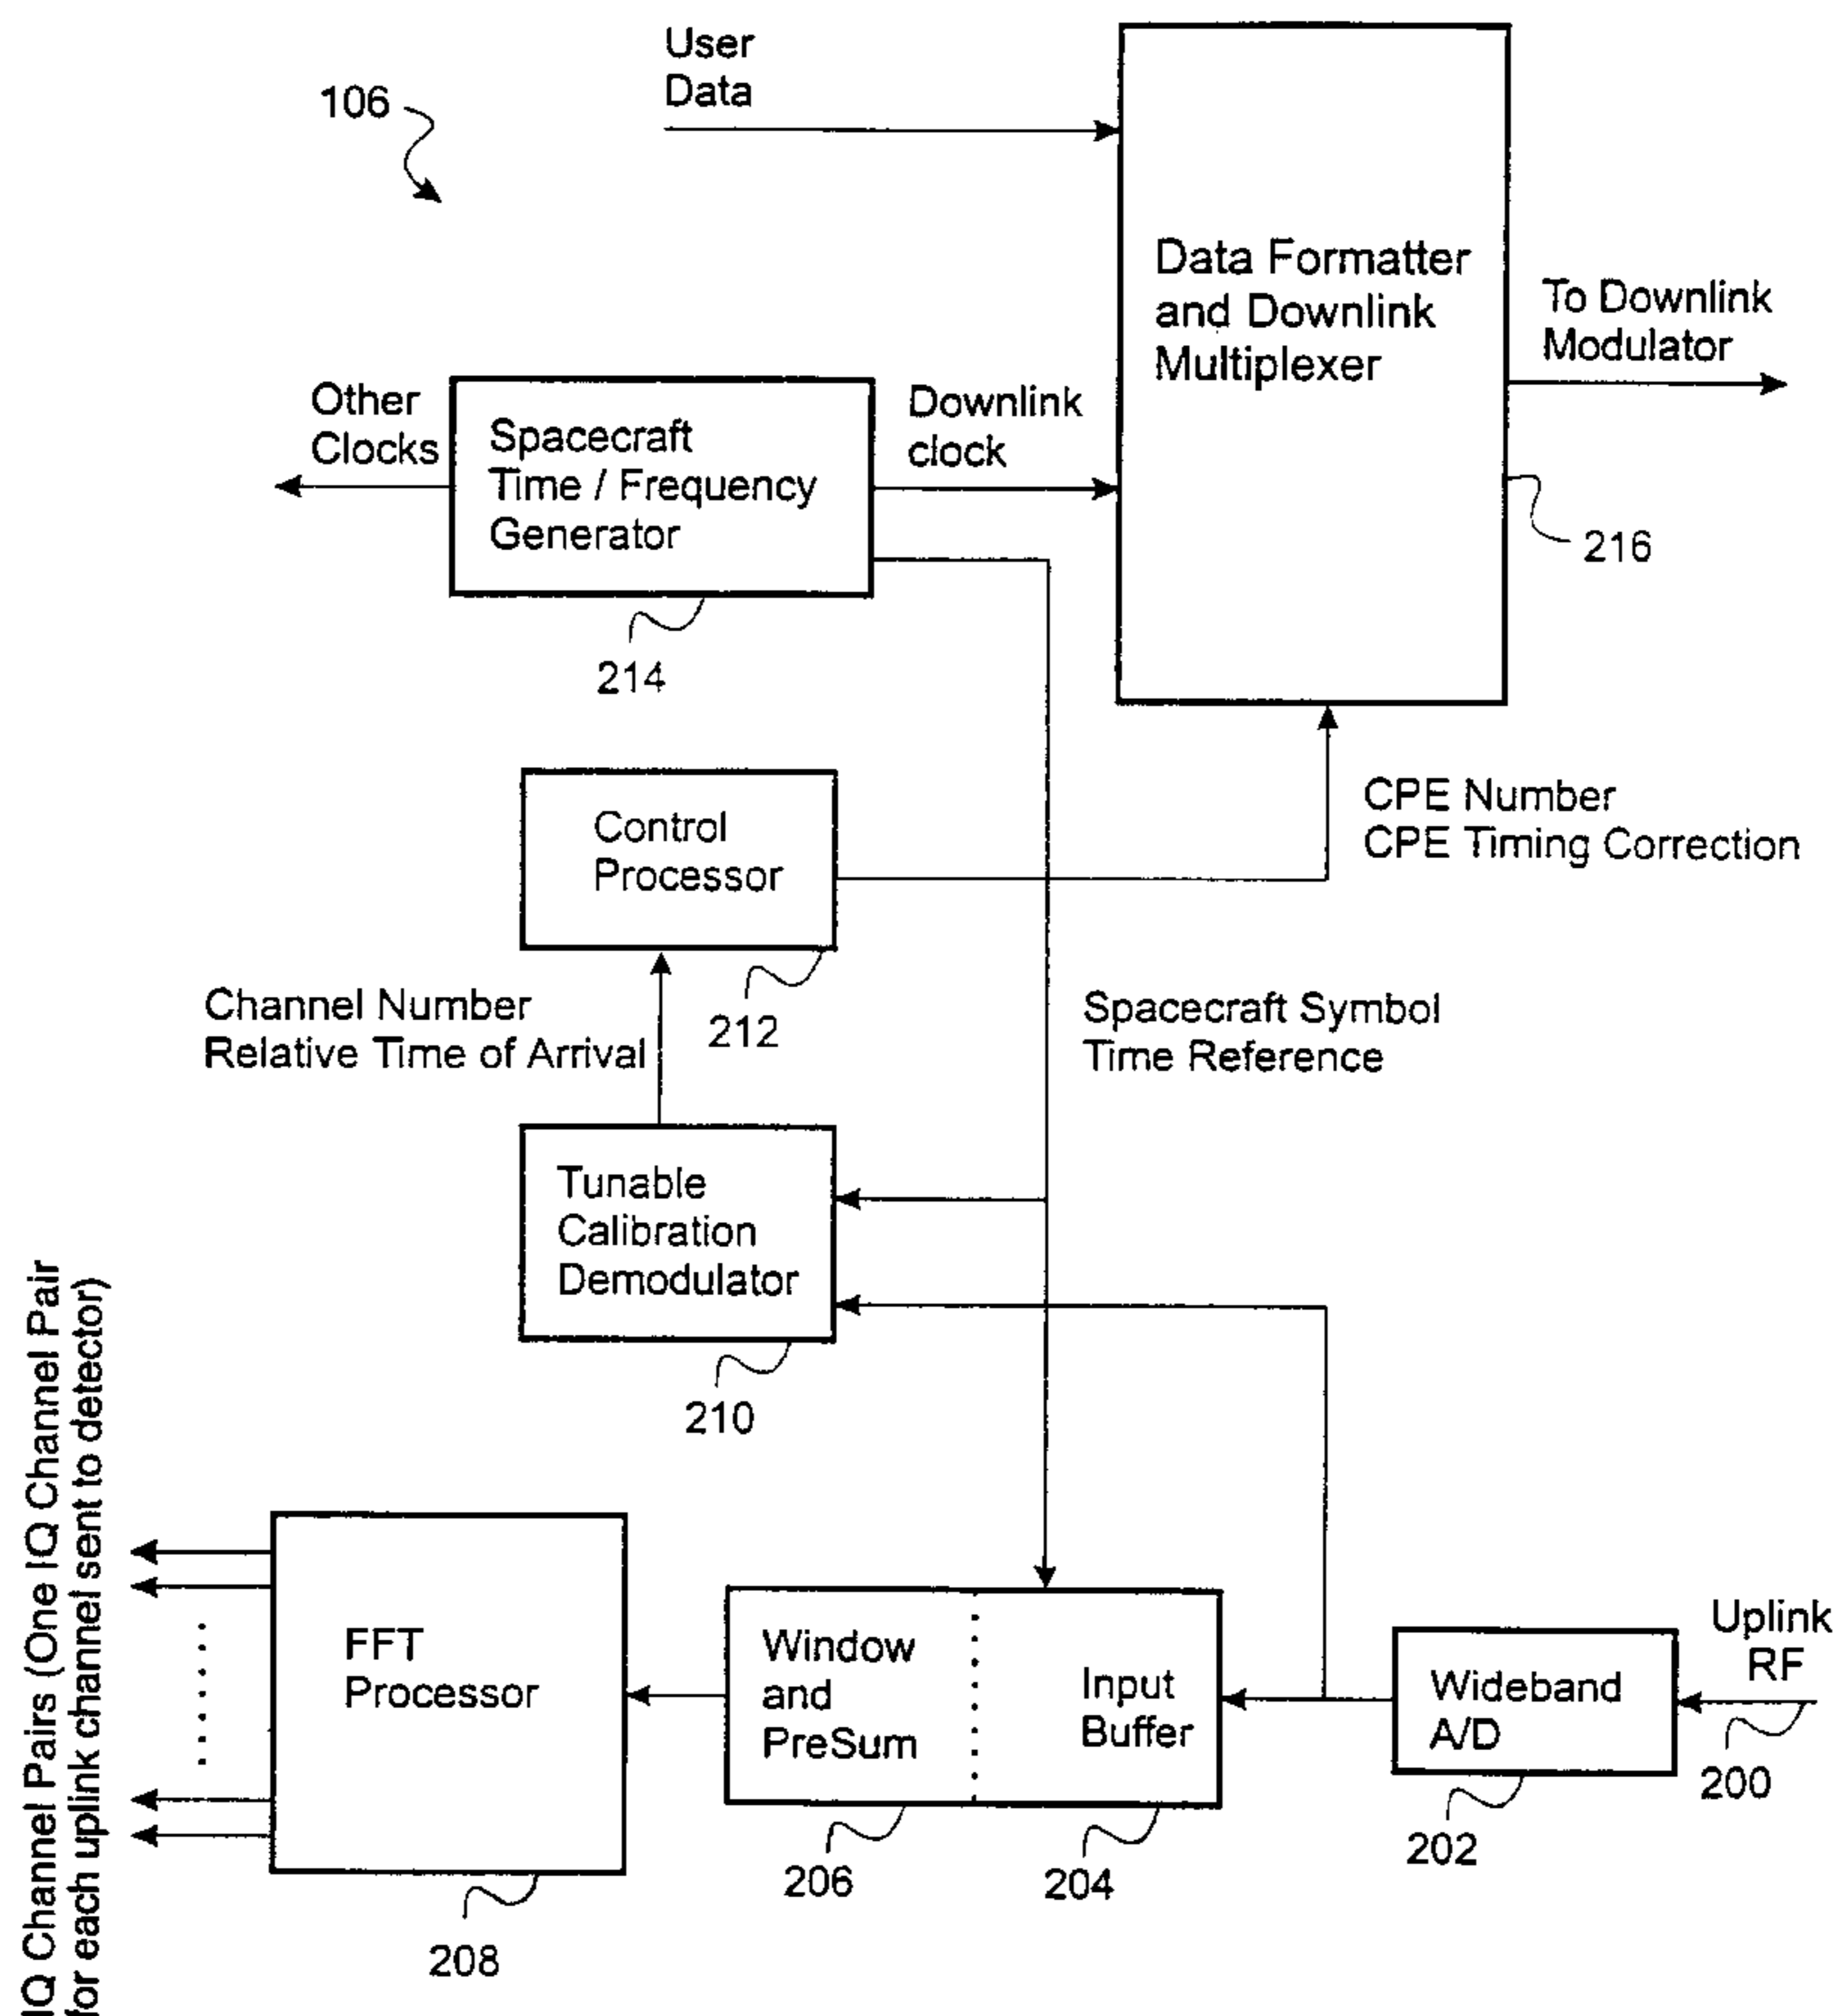 User
Data
106
Data Formatter
and Downlink
Multiplexer
To Downlink
Modulator
Other
Clocks
Spacecraft
Time / Frequency
Generator
Downlink
clock
216
214
Control
Processor
CPE Number
CPE Timing Correction
Channel Number
Relative Time of Arrival
212
Spacecraft Symbol
Time Reference
Tunable
Calibration
Demodulator
210
IQ Channel Pairs (One IQ Channel Pair
for each uplink channel sent to detector)
FFT
Processor
Window
and
PreSum
Input
Buffer
Wideband
A/D
Uplink
RF
200
202
206
204
208